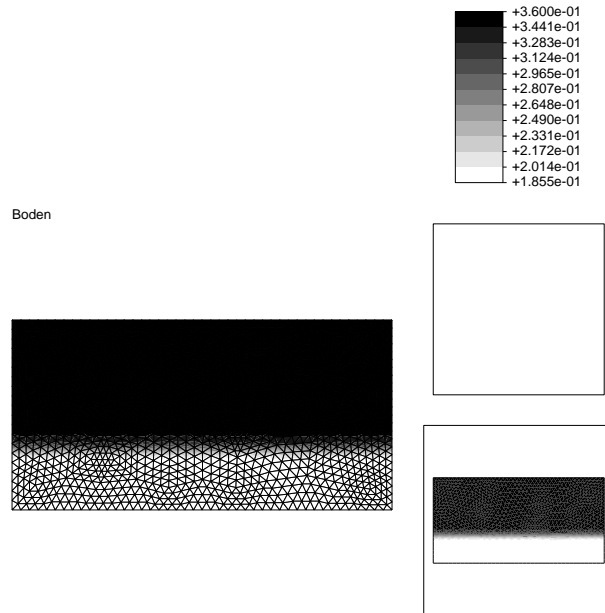 +3.600e-01
+3.441e-01
+3.283e-01
+3.124e-01
+2.965e-01
+2.807e-01
+2.648e-01
+2.490e-01
+2.331e-01
+2.172e-01
+2.014e-01
+1.855e-01
Boden